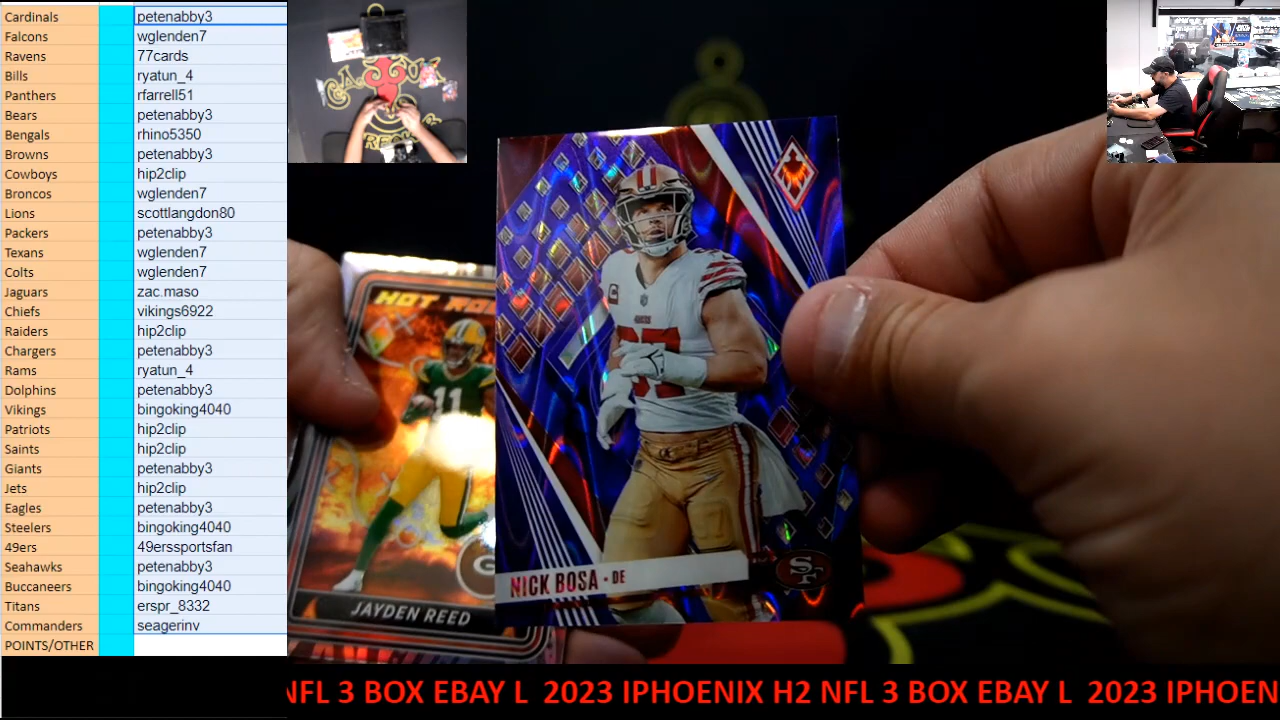 Cardinals petenabby3
Falcons wglenden7
Ravens 77cards
Bills ryatun_4
Panthers rfarrell51
Bears petenabby3
Bengals rhino5350
Browns petenabby3
Cowboys hip2clip
Broncos wglenden7
Lions scottlangdon80
Packers petenabby3
Texans wglenden7
Colts wglenden7
Jaguars zac.maso
Chiefs vikings6922
Raiders hip2clip
Chargers petenabby3
Rams ryatun_4
Dolphins petenabby3
Vikings bingoking4040
Patriots hip2clip
Saints hip2clip
Giants petenabby3
Jets hip2clip
Eagles petenabby3
Steelers bingoking4040
49ers 49erssportsfan
Seahawks petenabby3
Buccaneers bingoking4040
Titans erspr_8332
Commanders seagerinv
POINTS/OTHER
HOT RO
11
JAYDEN REED
49ERS
NICK BOSA • DE
SF
NFL 3 BOX EBAY L 2023 IPHOENIX H2 NFL 3 BOX EBAY L 2023 IPHOEN